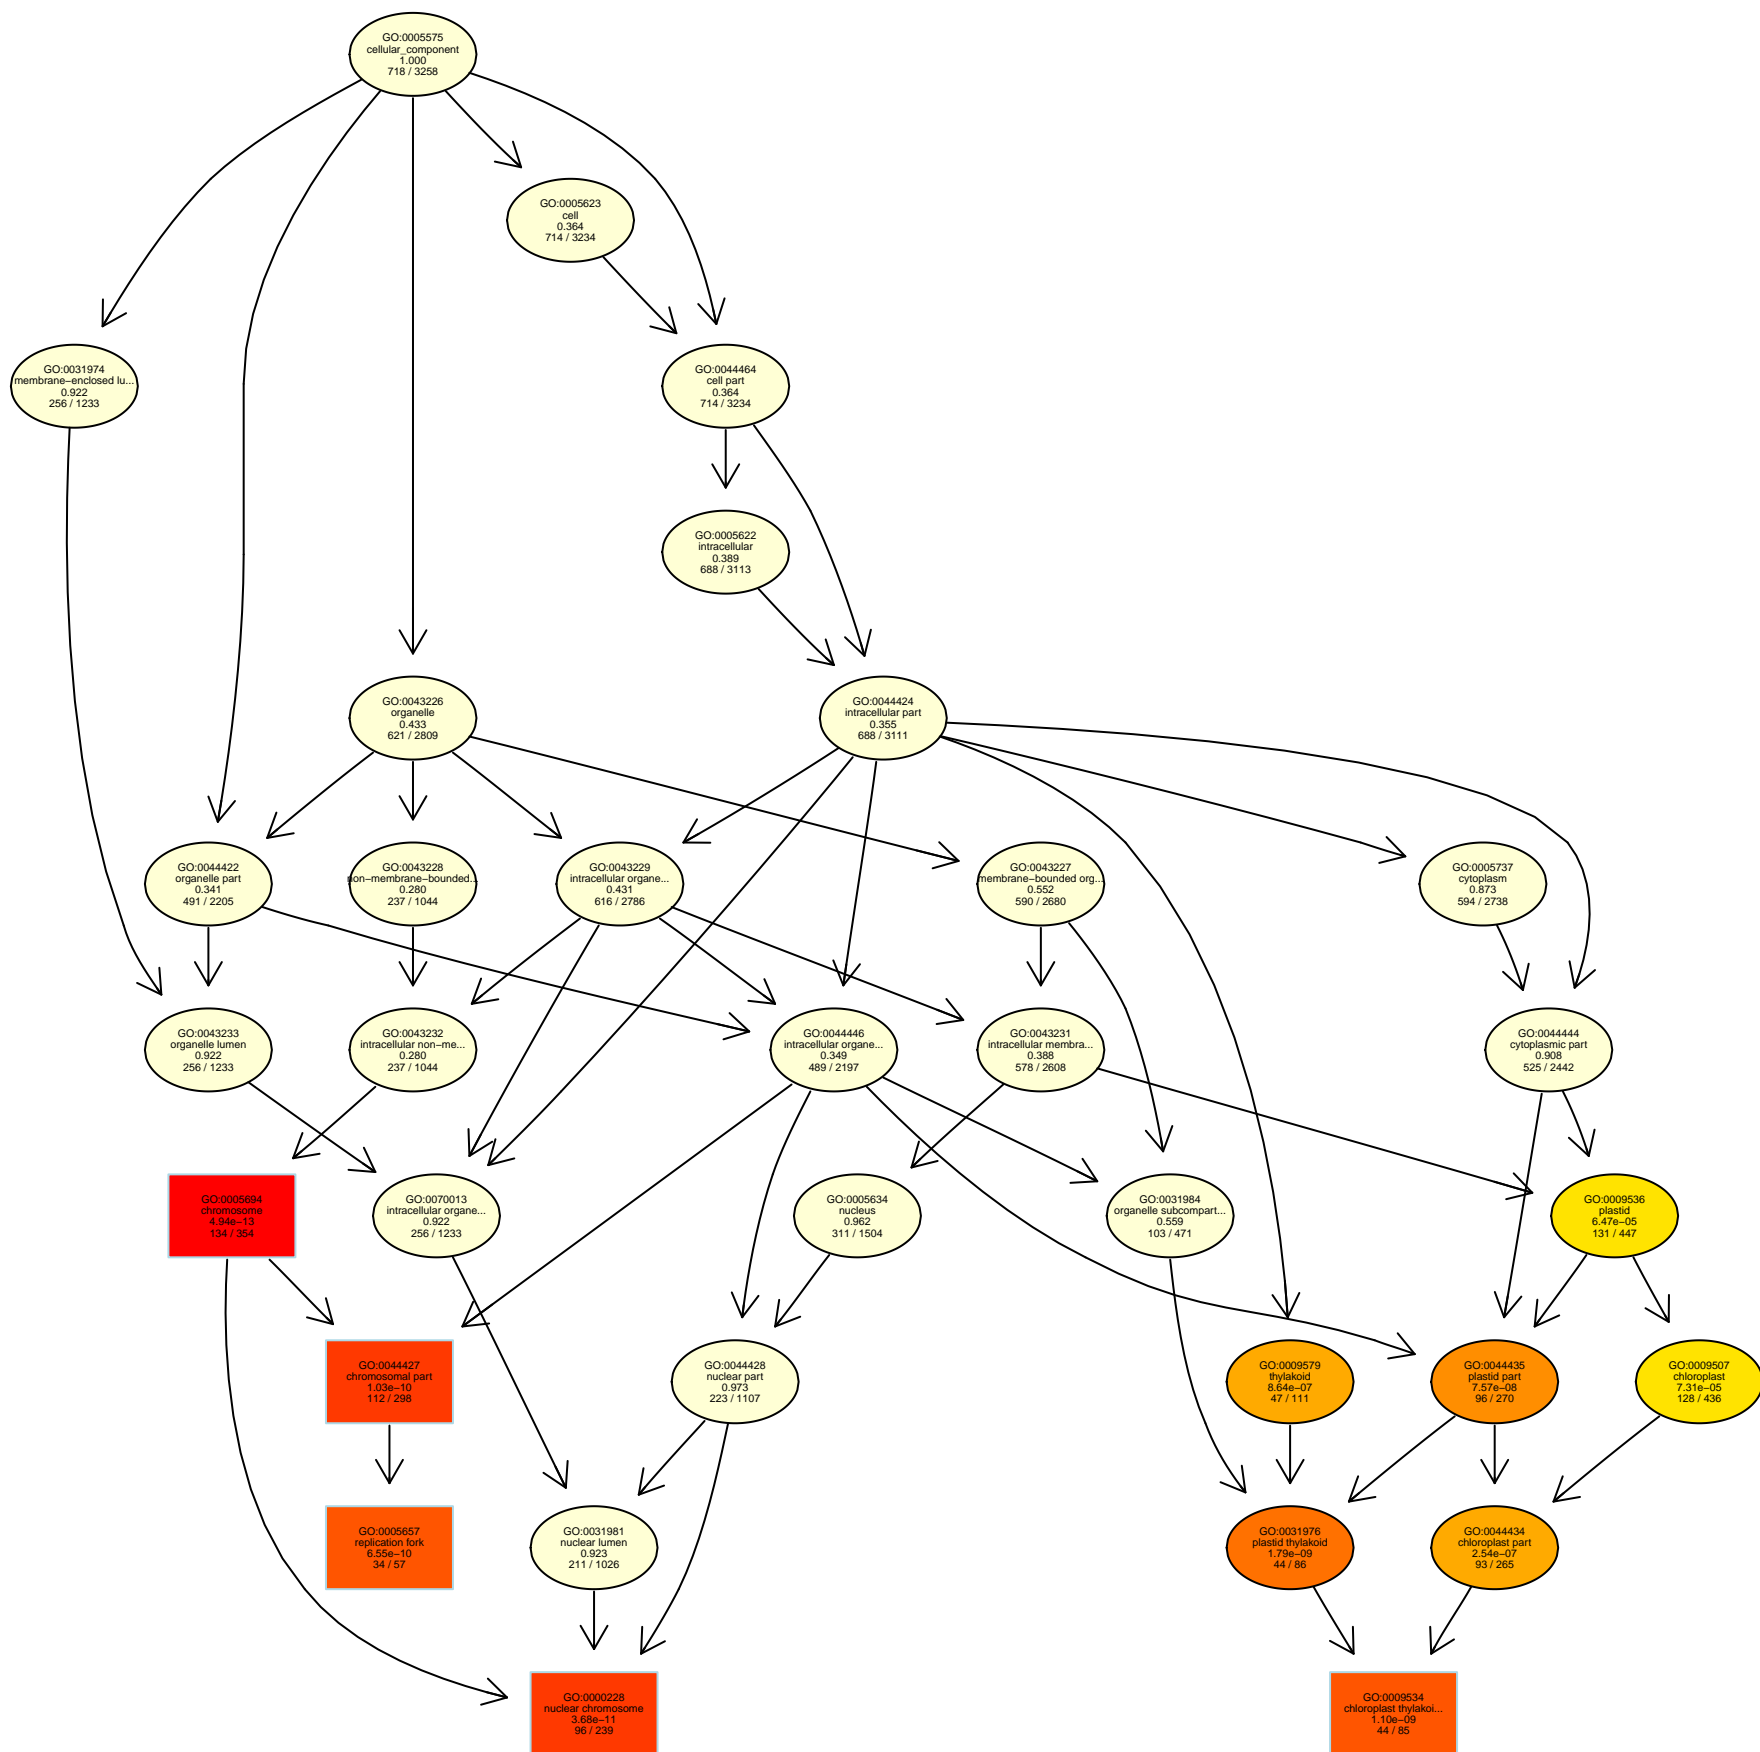 GO:0005575
cellular_component
1.000
718 / 3258
GO:0005623
cell
0.364
714 / 3234
GO:0031974
membrane−enclosed lu...
0.922
256 / 1233
GO:0044464
cell part
0.364
714 / 3234
GO:0005622
intracellular
0.389
688 / 3113
GO:0043226
organelle
0.433
621 / 2809
GO:0044424
intracellular part
0.355
688 / 3111
GO:0044422
organelle part
0.341
491 / 2205
GO:0043228
non−membrane−bounded...
0.280
237 / 1044
GO:0043229
intracellular organe...
0.431
616 / 2786
GO:0043227
membrane−bounded org...
0.552
590 / 2680
GO:0005737
cytoplasm
0.873
594 / 2738
GO:0043233
organelle lumen
0.922
256 / 1233
GO:0043232
intracellular non−me...
0.280
237 / 1044
GO:0044446
intracellular organe...
0.349
489 / 2197
GO:0043231
intracellular membra...
0.388
578 / 2608
GO:0044444
cytoplasmic part
0.908
525 / 2442
GO:0005694
chromosome
4.94e−13
134 / 354
GO:0070013
intracellular organe...
0.922
256 / 1233
GO:0005634
nucleus
0.962
311 / 1504
GO:0031984
organelle subcompart...
0.559
103 / 471
GO:0009536
plastid
6.47e−05
131 / 447
GO:0044427
chromosomal part
1.03e−10
112 / 298
GO:0044428
nuclear part
0.973
223 / 1107
GO:0009579
thylakoid
8.64e−07
47 / 111
GO:0044435
plastid part
7.57e−08
96 / 270
GO:0009507
chloroplast
7.31e−05
128 / 436
GO:0005657
replication fork
6.55e−10
34 / 57
GO:0031981
nuclear lumen
0.923
211 / 1026
GO:0031976
plastid thylakoid
1.79e−09
44 / 86
GO:0044434
chloroplast part
2.54e−07
93 / 265
GO:0000228
nuclear chromosome
3.68e−11
96 / 239
GO:0009534
chloroplast thylakoi...
1.10e−09
44 / 85